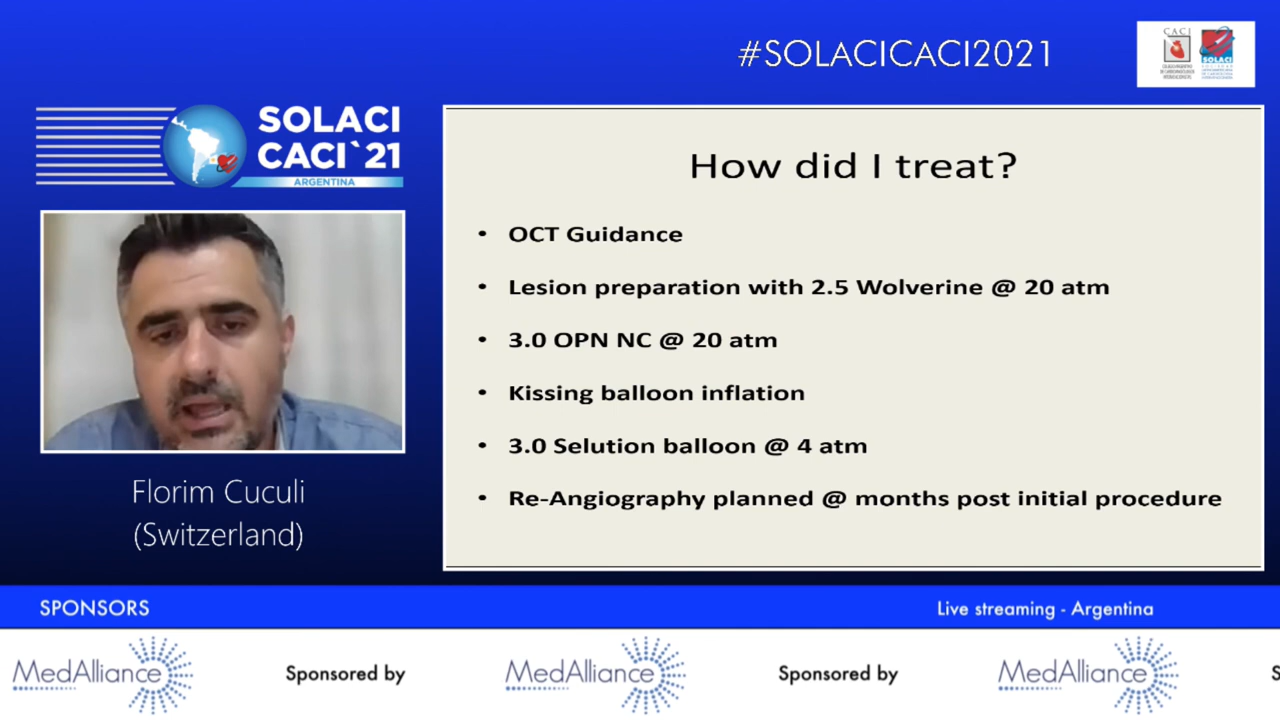 #SOLACICACI2021
CACI
SOLACI
SOLACI
CACI`21
ARGENTINA
How did I treat?
• OCT Guidance
• Lesion preparation with 2.5 Wolverine @ 20 atm
• 3.0 OPN NC @ 20 atm
• Kissing balloon inflation
• 3.0 Selution balloon @ 4 atm
• Re-Angiography planned @ months post initial procedure
Florim Cuculi
(Switzerland)
SPONSORS
Live streaming - Argentina
MedAlliance
Sponsored by
MedAlliance
Sponsored by
MedAlliance
S